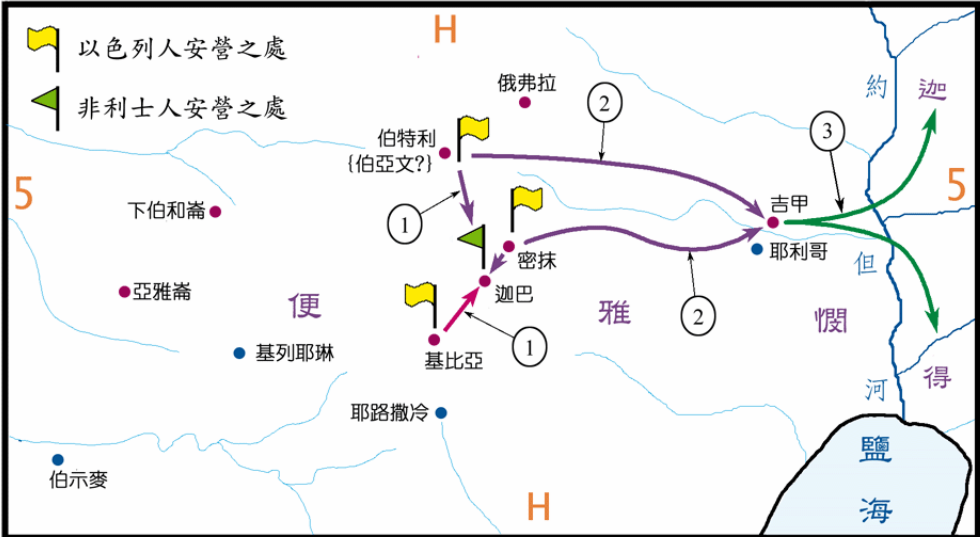 以色列人安營之處
非利士人安營之處
H
俄弗拉
2
約
迦
伯特利
{伯亞文?}
3
5
5
下伯和崙
1
吉甲
密抹
耶利哥
但
亞雅崙
迦巴
便
雅
憫
2
基列耶琳
基比亞
1
得
河
耶路撒冷
鹽
伯示麥
H
海